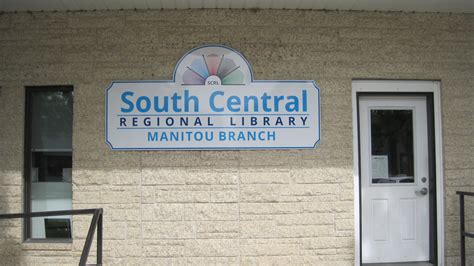 SCRL
South Central
REGIONAL LIBRARY
MANITOU BRANCH